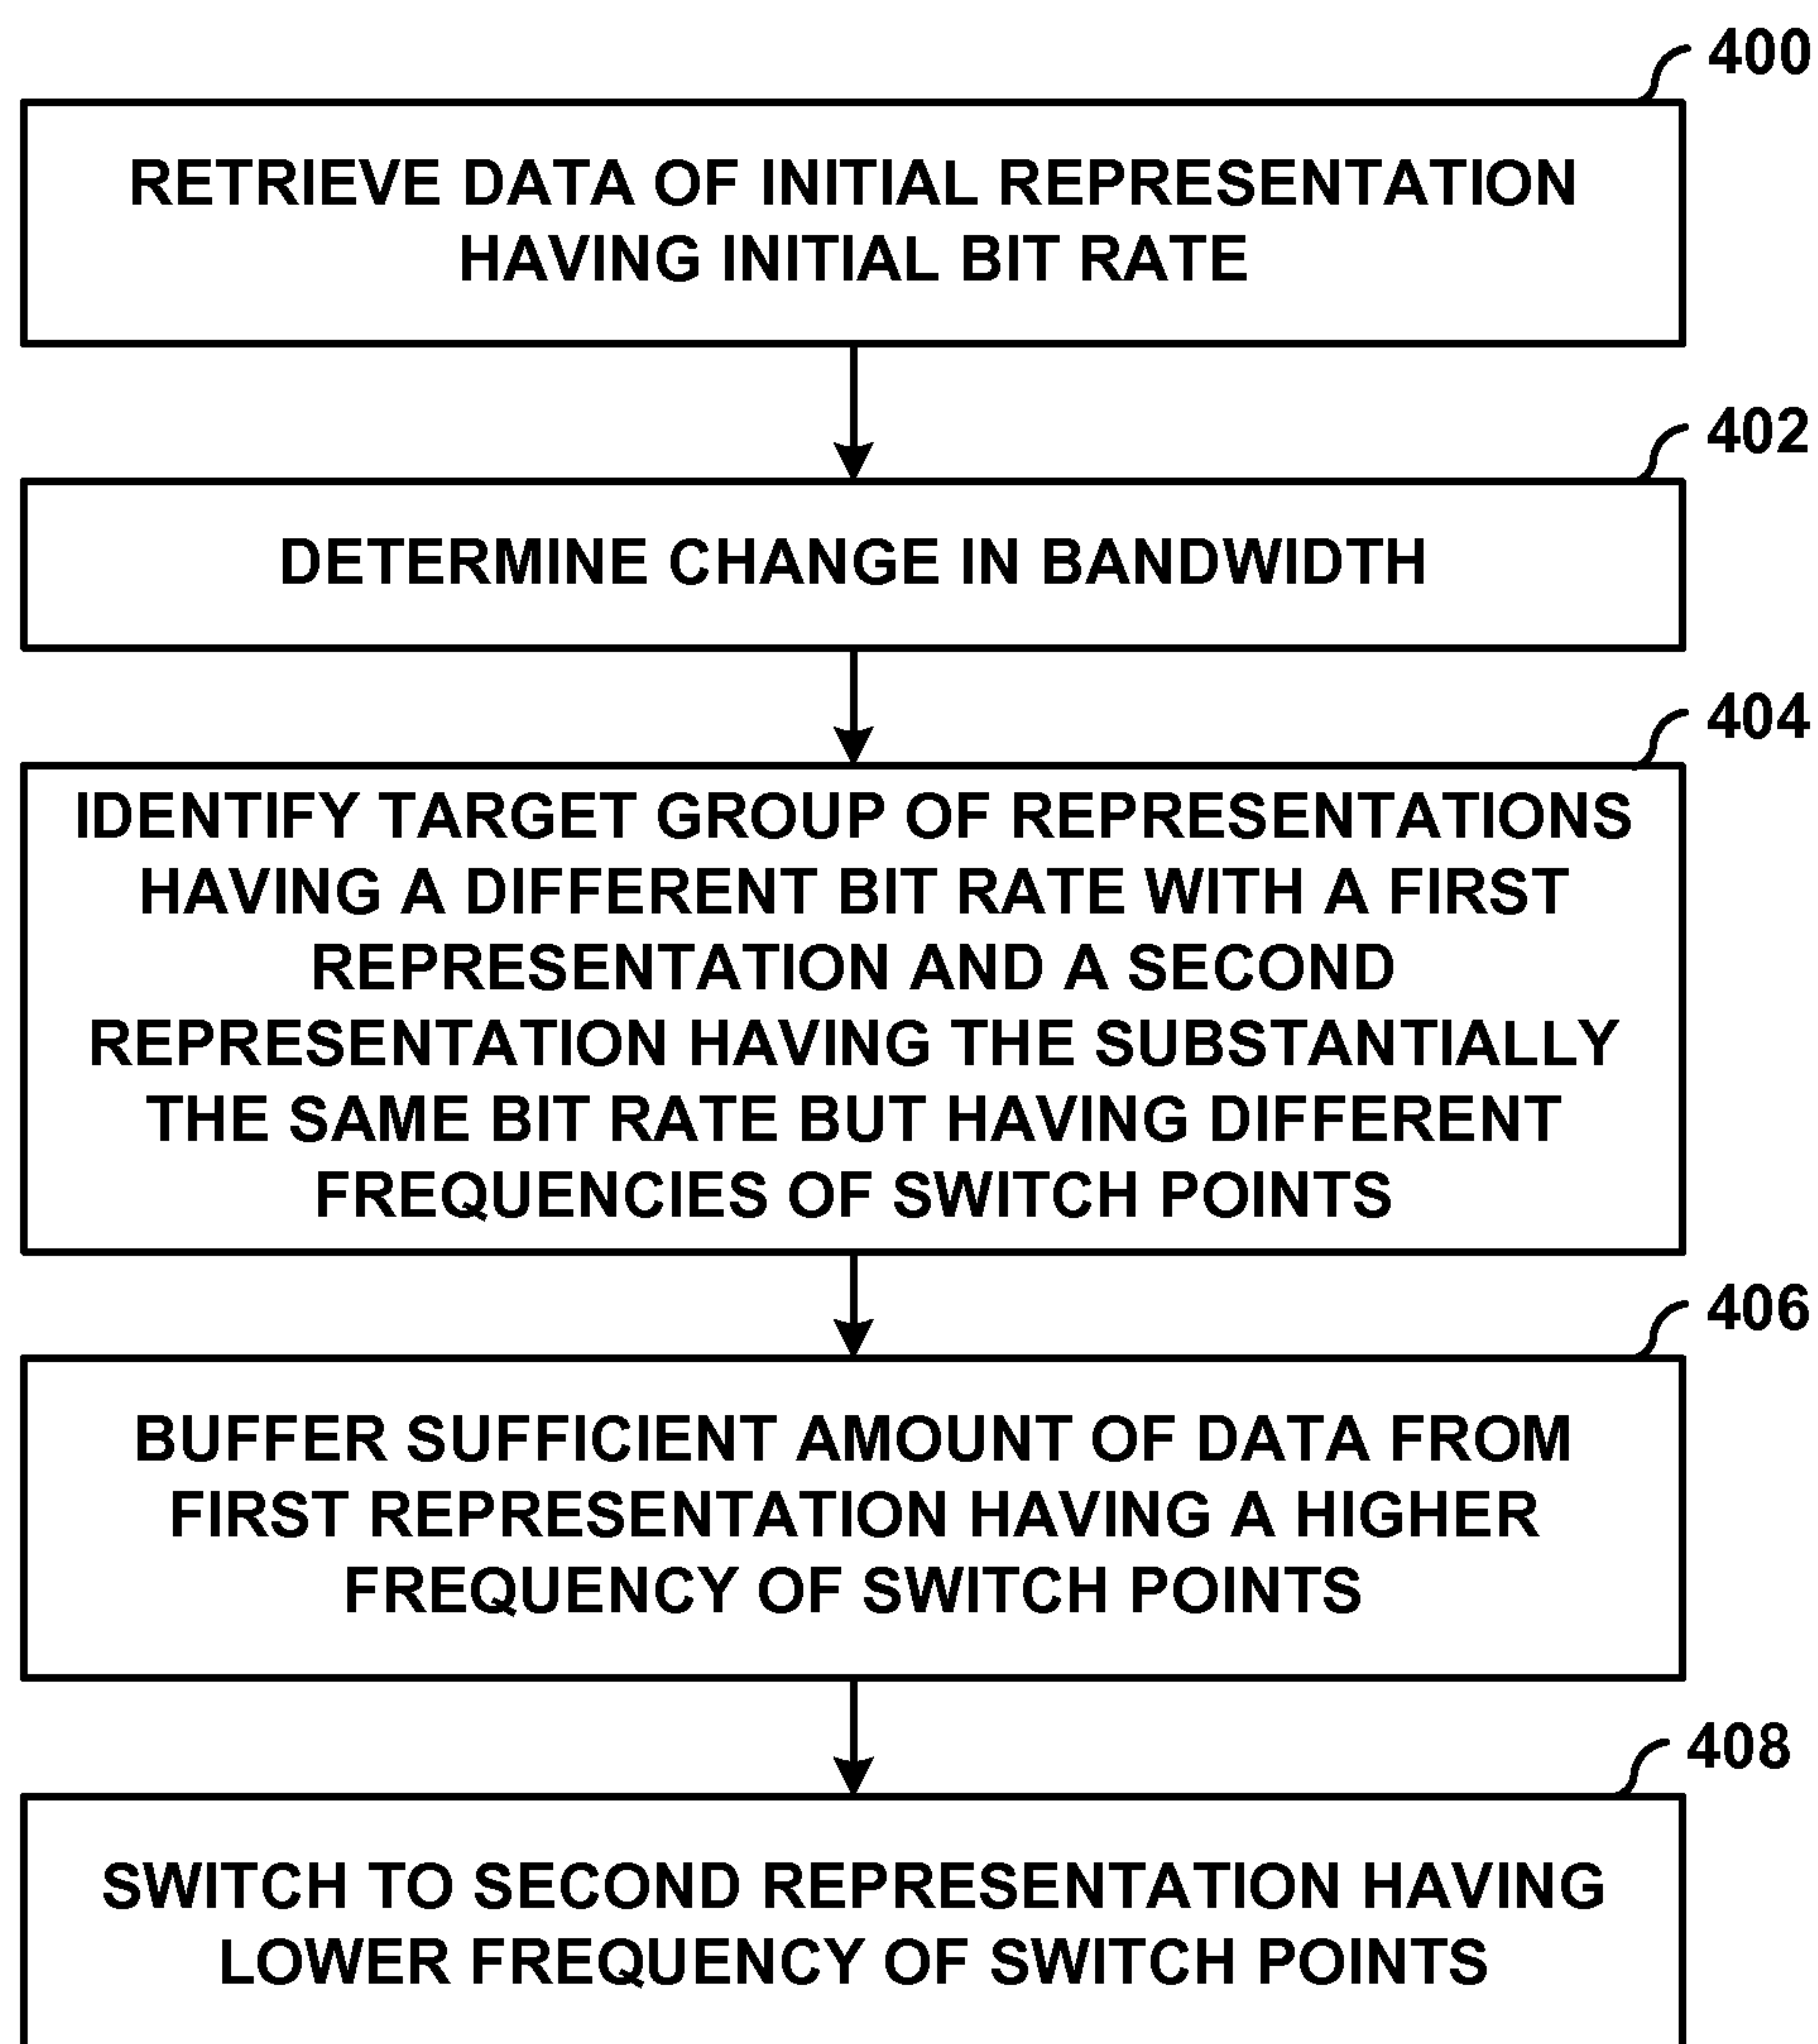 400
RETRIEVE DATA OF INITIAL REPRESENTATION
HAVING INITIAL BIT RATE
402
DETERMINE CHANGE IN BANDWIDTH
404
IDENTIFY TARGET GROUP OF REPRESENTATIONS
HAVING A DIFFERENT BIT RATE WITH A FIRST
REPRESENTATION AND A SECOND
REPRESENTATION HAVING THE SUBSTANTIALLY
THE SAME BIT RATE BUT HAVING DIFFERENT
FREQUENCIES OF SWITCH POINTS
406
BUFFER SUFFICIENT AMOUNT OF DATA FROM
FIRST REPRESENTATION HAVING A HIGHER
FREQUENCY OF SWITCH POINTS
408
SWITCH TO SECOND REPRESENTATION HAVING
LOWER FREQUENCY OF SWITCH POINTS